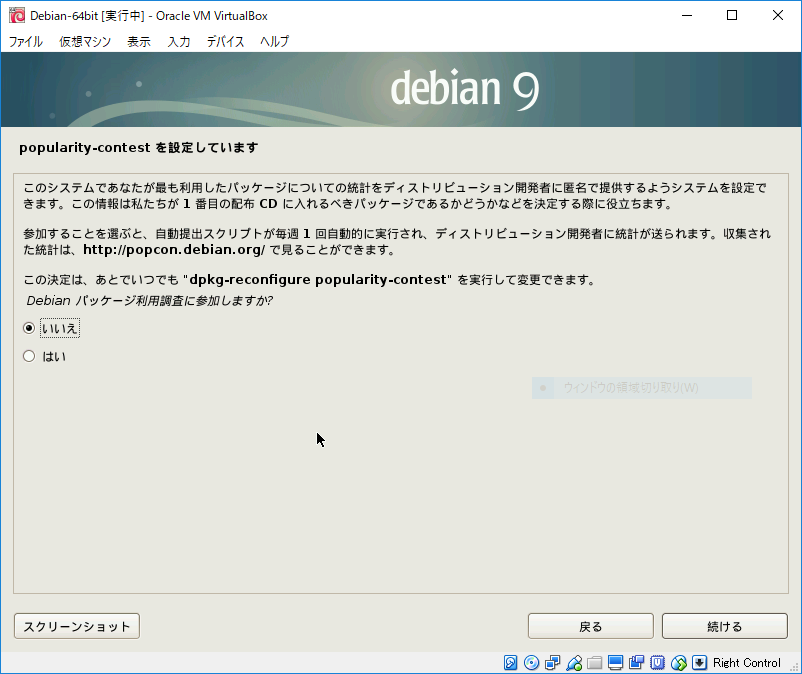 Debian-64bit [実行中] - Oracle VM VirtualBox
ファイル 仮想マシン 表示 入力 デバイス ヘルプ
debian 9
popularity-contest を設定しています
このシステムであなたが最も利用したパッケージについての統計をディストリビューション開発者に匿名で提供するようシステムを設定で
きます。この情報は私たちが 1 番目の配布 CD に入れるべきパッケージであるかどうかなどを決定する際に役立ちます。
参加することを選ぶと、自動提出スクリプトが毎週 1 回自動的に実行され、ディストリビューション開発者に統計が送られます。収集され
た統計は、http://popcon.debian.org/ で見ることができます。
この決定は、あとでいつでも "dpkg-reconfigure popularity-contest" を実行して変更できます。
Debian パッケージ利用調査に参加しますか?
いいえ
はい
ウィンドウの領域切り取り(W)
スクリーンショット 戻る 続ける
Right Control